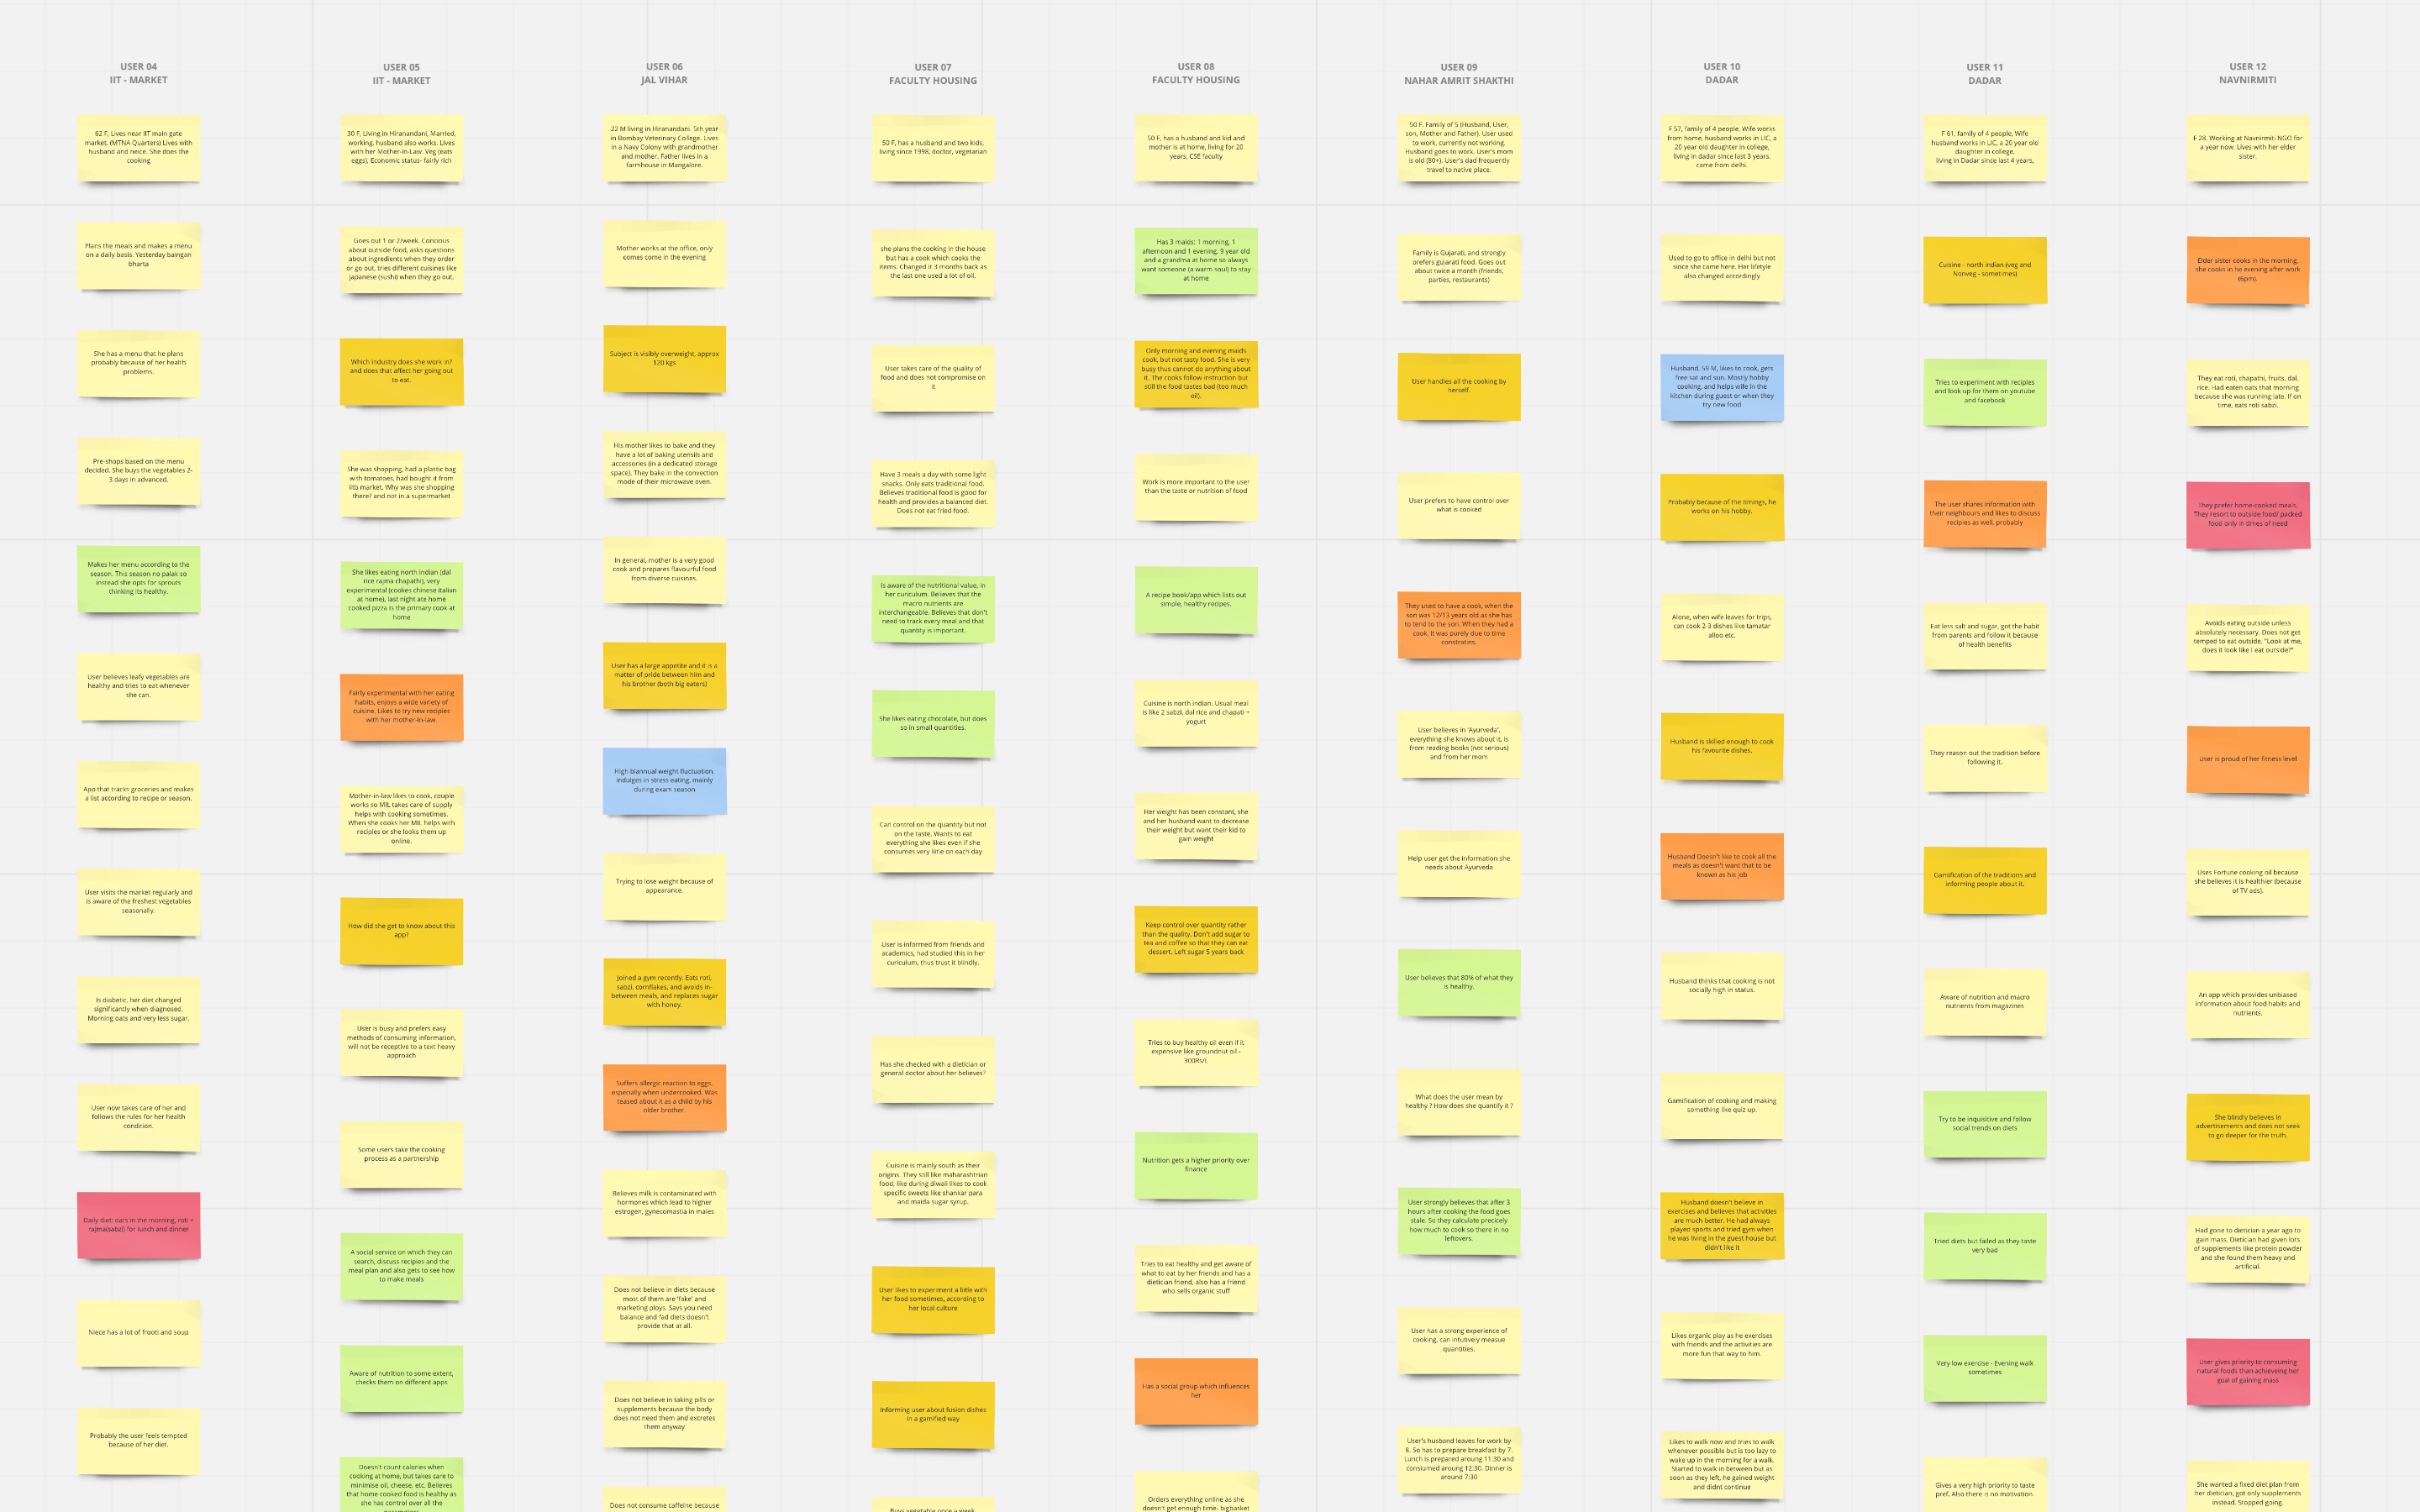 USER 04
IIT - MARKET
62 F, Lives near IIT main gate
market, (MTNA Quarters) Lives with
husband and neice. She does the
cooking
Plans the meals and makes a menu
on a daily basis. Yesterday baingan
bharta
She has a menu that he plans
probably because of her health
problems.
Pre-shops based on the menu
decided. She buys the vegetables 2-
3 days in advanced.
Makes her menu according to the
season. This season no palak so
instead she opts for sprouts
thinking its healthy.
User believes leafy vegetables are
healthy and tries to eat whenever
she can.
App that tracks groceries and makes
a list according to recipe or season.
User visits the market regularly and
is aware of the freshest vegetables
seasonally.
Is diabetic, her diet changed
significantly when diagnosed.
Morning oats and very less sugar.
User now takes care of her and
follows the rules for her health
condition.
Daily diet: oats in the morning, roti +
rajma(sabzi) for lunch and dinner
Niece has a lot of frooti and soup
Probably the user feels tempted
because of her diet.
USER 05
IIT - MARKET
30 F, Living in Hiranandani, Married,
working, husband also works. Lives
with her Mother-In-Law. Veg (eats
eggs), Economic status- fairly rich
Goes out 1 or 2/week. Concious
about outside food, asks questions
about ingredients when they order
or go out, tries different cuisines like
japanese (sushi) when they go out.
Which industry does she work in?
and does that affect her going out
to eat.
She was shopping, had a plastic bag
with tomatoes, had bought it from
iitb market. Why was she shopping
there? and not in a supermarket
She likes eating north indian (dal
rice rajma chapathi), very
experimental (cookes chinese italian
at home), last night ate home
cooked pizza Is the primary cook at
home
Fairly experimental with her eating
habits, enjoys a wide variety of
cuisine. Likes to try new recipies
with her mother-in-law.
Mother-in-law likes to cook, couple
works so MIL takes care of supply
helps with cooking sometimes.
When she cooks her MIL helps with
recipies or she looks them up
online.
How did she get to know about this
app?
User is busy and prefers easy
methods of consuming information,
will not be receptive to a text heavy
approach
Some users take the cooking
process as a partnership
A social service on which they can
search, discuss recipies and the
meal plan and also gets to see how
to make meals
Aware of nutrition to some extent,
checks them on different apps
Doesn't count calories when
cooking at home, but takes care to
minimise oil, cheese, etc. Believes
that home cooked food is healthy as
she has control over all the
USER 06
JAL VIHAR
22 M living in Hiranandani. 5th year
in Bombay Veterinary College. Lives
in a Navy Colony with grandmother
and mother. Father lives in a
farmhouse in Mangalore.
Mother works at the office, only
comes come in the evening
Subject is visibly overweight, approx
120 kgs
His mother likes to bake and they
have a lot of baking utensils and
accessories (in a dedicated storage
space). They bake in the convection
mode of their microwave oven.
In general, mother is a very good
cook and prepares flavourful food
from diverse cuisines.
User has a large appetite and it is a
matter of pride between him and
his brother (both big eaters)
High biannual weight fluctuation,
indulges in stress eating, mainly
during exam season
Trying to lose weight because of
appearance.
Joined a gym recently. Eats roti,
sabzi, cornflakes, and avoids in-
between meals, and replaces sugar
with honey.
Suffers allergic reaction to eggs,
especially when undercooked. Was
teased about it as a child by his
older brother.
Believes milk is contaminated with
hormones which lead to higher
estrogen, gynecomastia in males
Does not believe in diets because
most of them are 'fake' and
marketing ploys. Says you need
balance and fad diets doesn't
provide that at all.
Does not believe in taking pills or
supplements because the body
does not need them and excretes
them anyway
Does not consume caffeine because
USER 07
FACULTY HOUSING
50 F, has a husband and two kids,
living since 1998, doctor, vegetarian
she plans the cooking in the house
but has a cook which cooks the
items. Changed it 3 months back as
the last one used a lot of oil.
User takes care of the quality of
food and does not compromise on
it
Have 3 meals a day with some light
snacks. Only eats traditional food.
Believes traditional food is good for
health and provides a balanced diet.
Does not eat fried food.
Is aware of the nutritional value, in
her curiculum. Believes that the
macro nutrients are
interchangeable. Believes that don't
need to track every meal and that
quantity is important.
She likes eating chocolate, but does
so in small quantities.
Can control on the quantity but not
on the taste. Wants to eat
everything she likes even if she
consumes very little on each day
User is informed from friends and
academics, had studied this in her
curiculum, thus trust it blindly.
Has she checked with a dietician or
general doctor about her believes?
Cuisine is mainly south as their
origins. They still like maharashtrian
food, like during diwali likes to cook
specific sweets like shankar para
and maida sugar syrup.
User likes to experiment a little with
her food sometimes, according to
her local culture
Informing user about fusion dishes
in a gamified way
Buys vegetable once a week
USER 08
FACULTY HOUSING
50 F, has a husband and kid and
mother is at home, living for 20
years, CSE faculty
Has 3 maids: 1 morning, 1
afternoon and 1 evening. 9 year old
and a grandma at home so always
want someone (a warm soul) to stay
at home
Only morning and evening maids
cook, but not tasty food. She is very
busy thus cannot do anything about
it. The cooks follow instruction but
still the food tastes bad (too much
oil).
Work is more important to the user
than the taste or nutrition of food
A recipe book/app which lists out
simple, healthy recipes.
Cuisine is north indian. Usual meal
is like 2 sabzi, dal rice and chapati +
yogurt
Her weight has been constant, she
and her husband want to decrease
their weight but want their kid to
gain weight
Keep control over quantity rather
than the quality. Don't add sugar to
tea and coffee so that they can eat
dessert. Left sugar 5 years back
Tries to buy healthy oil even if it
expensive like groundnut oil -
300Rs/l.
Nutrition gets a higher priority over
finance
Tries to eat healthy and get aware of
what to eat by her friends and has a
dietician friend, also has a friend
who sells organic stuff
Has a social group which influences
her
Orders everything online as she
doesn't get enough time- bigbasket
USER 09
NAHAR AMRIT SHAKTHI
50 F. Family of 5 (Husband, User,
son, Mother and Father). User used
to work, currently not working.
Husband goes to work. User's mom
is old (80+). User's dad frequently
travel to native place.
Family is Gujarati, and strongly
prefers gujarati food. Goes out
about twice a month (friends,
parties, restaurants)
User handles all the cooking by
herself.
User prefers to have control over
what is cooked
They used to have a cook, when the
son was 12/13 years old as she has
to tend to the son. When they had a
cook, it was purely due to time
constratins.
User believes in 'Ayurveda',
everything she knows about it, is
from reading books (not serious)
and from her mom
Help user get the information she
needs about Ayurveda
User believes that 80% of what they
is healthy.
What does the user mean by
healthy ? How does she quantify it ?
User strongly believes that after 3
hours after cooking the food goes
stale. So they calculate precicely
how much to cook so there in no
leftovers.
User has a strong experience of
cooking, can intutively measue
quantities.
User's husband leaves for work by
8. So has to prepare breakfast by 7.
Lunch is prepared aroung 11:30 and
consumed aroung 12:30. Dinner is
around 7:30
USER 10
DADAR
F 57, family of 4 people, Wife works
from home, husband works in LIC, a
20 year old daughter in college,
living in dadar since last 3 years,
came from delhi.
Used to go to office in delhi but not
since she came here. Her lifetyle
also changed accordingly
Husband, 59 M, likes to cook, gets
free sat and sun. Mostly hobby
cooking, and helps wife in the
kitchen during guest or when they
try new food
Probably because of the timings, he
works on his hobby.
Alone, when wife leaves for trips,
can cook 2-3 dishes like tamatar
alloo etc.
Husband is skilled enough to cook
his favourite dishes.
Husband Doesn't like to cook all the
meals as doesn't want that to be
known as his job
Husband thinks that cooking is not
socially high in status.
Gamification of cooking and making
something like quiz up.
Husband doesn't believe in
exercises and believes that activities
are much better. He had always
played sports and tried gym when
he was living in the guest house but
didn't like it
Likes organic play as he exercises
with friends and the activities are
more fun that way to him.
Likes to walk now and tries to walk
whenever possible but is too lazy to
wake up in the morning for a walk.
Started to walk in between but as
soon as they left, he gained weight
and didnt continue
USER 11
DADAR
F 61, family of 4 people, Wife
husband works in LIC, a 20 year old
daughter in college,
living in Dadar since last 4 years,
Cuisine - north indian (veg and
Nonveg - sometimes)
Tries to experiment with recipies
and look up for them on youtube
and facebook
The user shares information with
their neighbours and likes to discuss
recipies as well, probably
Eat less salt and sugar, got the habit
from parents and follow it because
of health benefits
They reason out the tradition before
following it.
Gamification of the traditions and
informing people about it.
Aware of nutrition and macro
nutrients from magazines
Try to be inquisitive and follow
social trends on diets
Tried diets but failed as they taste
very bad
Very low exercise - Evening walk
sometimes
Gives a very high priority to taste
pref. Also there is no motivation.
USER 12
NAVNIRMITI
F 28, Working at Navnirmiti NGO for
a year now. Lives with her elder
sister.
Elder sister cooks in the morning,
she cooks in he evening after work
(6pm).
They eat roti, chapathi, fruits, dal,
rice. Had eaten oats that morning
because she was running late. If on
time, eats roti sabzi.
They prefer home-cooked meals.
They resort to outside food/ packed
food only in times of need
Avoids eating outside unless
absolutely necessary. Does not get
temped to eat outside. "Look at me,
does it look like I eat outside?"
User is proud of her fitness level
Uses Fortune cooking oil because
she believes it is healthier (because
of TV ads).
An app which provides unbiased
information about food habits and
nutrients.
She blindly believes in
advertisements and does not seek
to go deeper for the truth.
Had gone to dietician a year ago to
gain mass. Dietician had given lots
of supplements like protein powder
and she found them heavy and
artificial.
User gives priority to consuming
natural foods than achieveing her
goal of gaining mass
She wanted a fixed diet plan from
her dietician, got only supplements
instead. Stopped going.